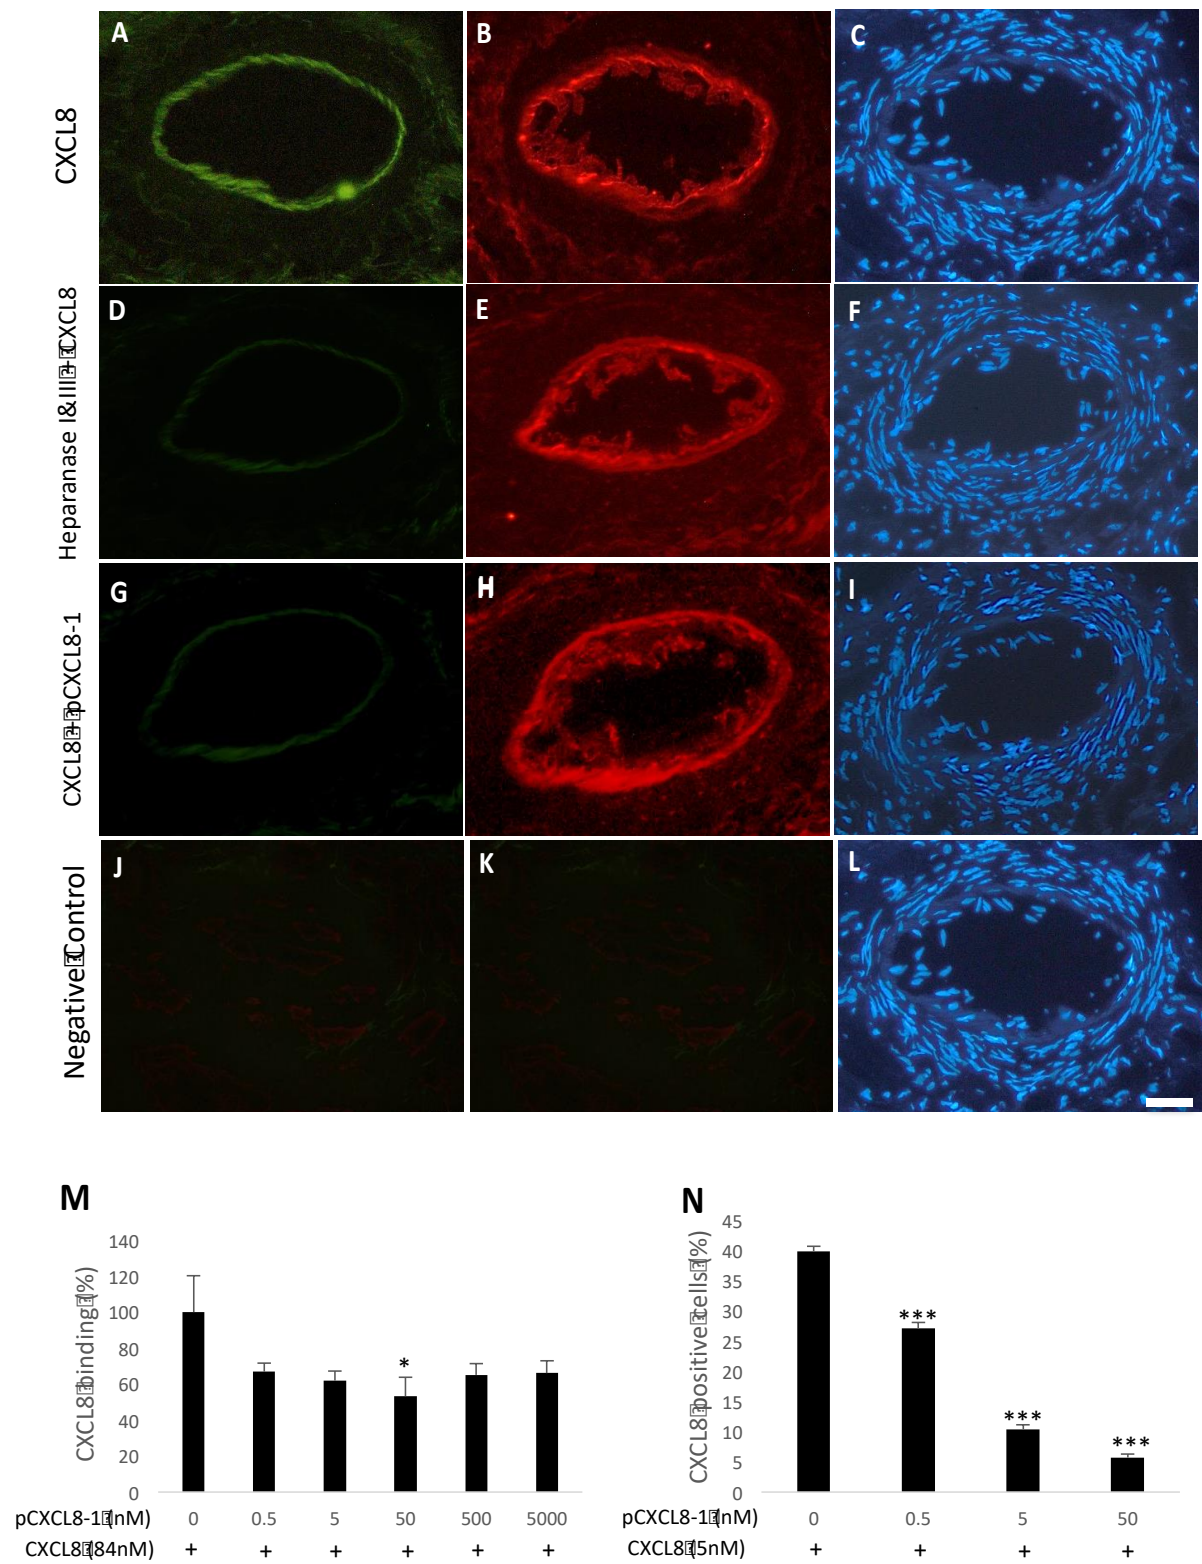 A
B
C
CXCL8
D
E
F
Heparanase I&III + CXCL8
G
H
I
CXCL8 + pCXCL8-1
J
K
L
Negative Control
M
CXCL8 binding (%)
140
120
100
80
60
40
20
0
*
pCXCL8-1 (nM) 0 0.5 5 50 500 5000
CXCL8 (84nM) + + + + + +
N
CXCL8 positive cells (%)
45
40
35
30
25
20
15
10
5
0
***
***
***
pCXCL8-1 (nM) 0 0.5 5 50
CXCL8 (5nM) + + + +